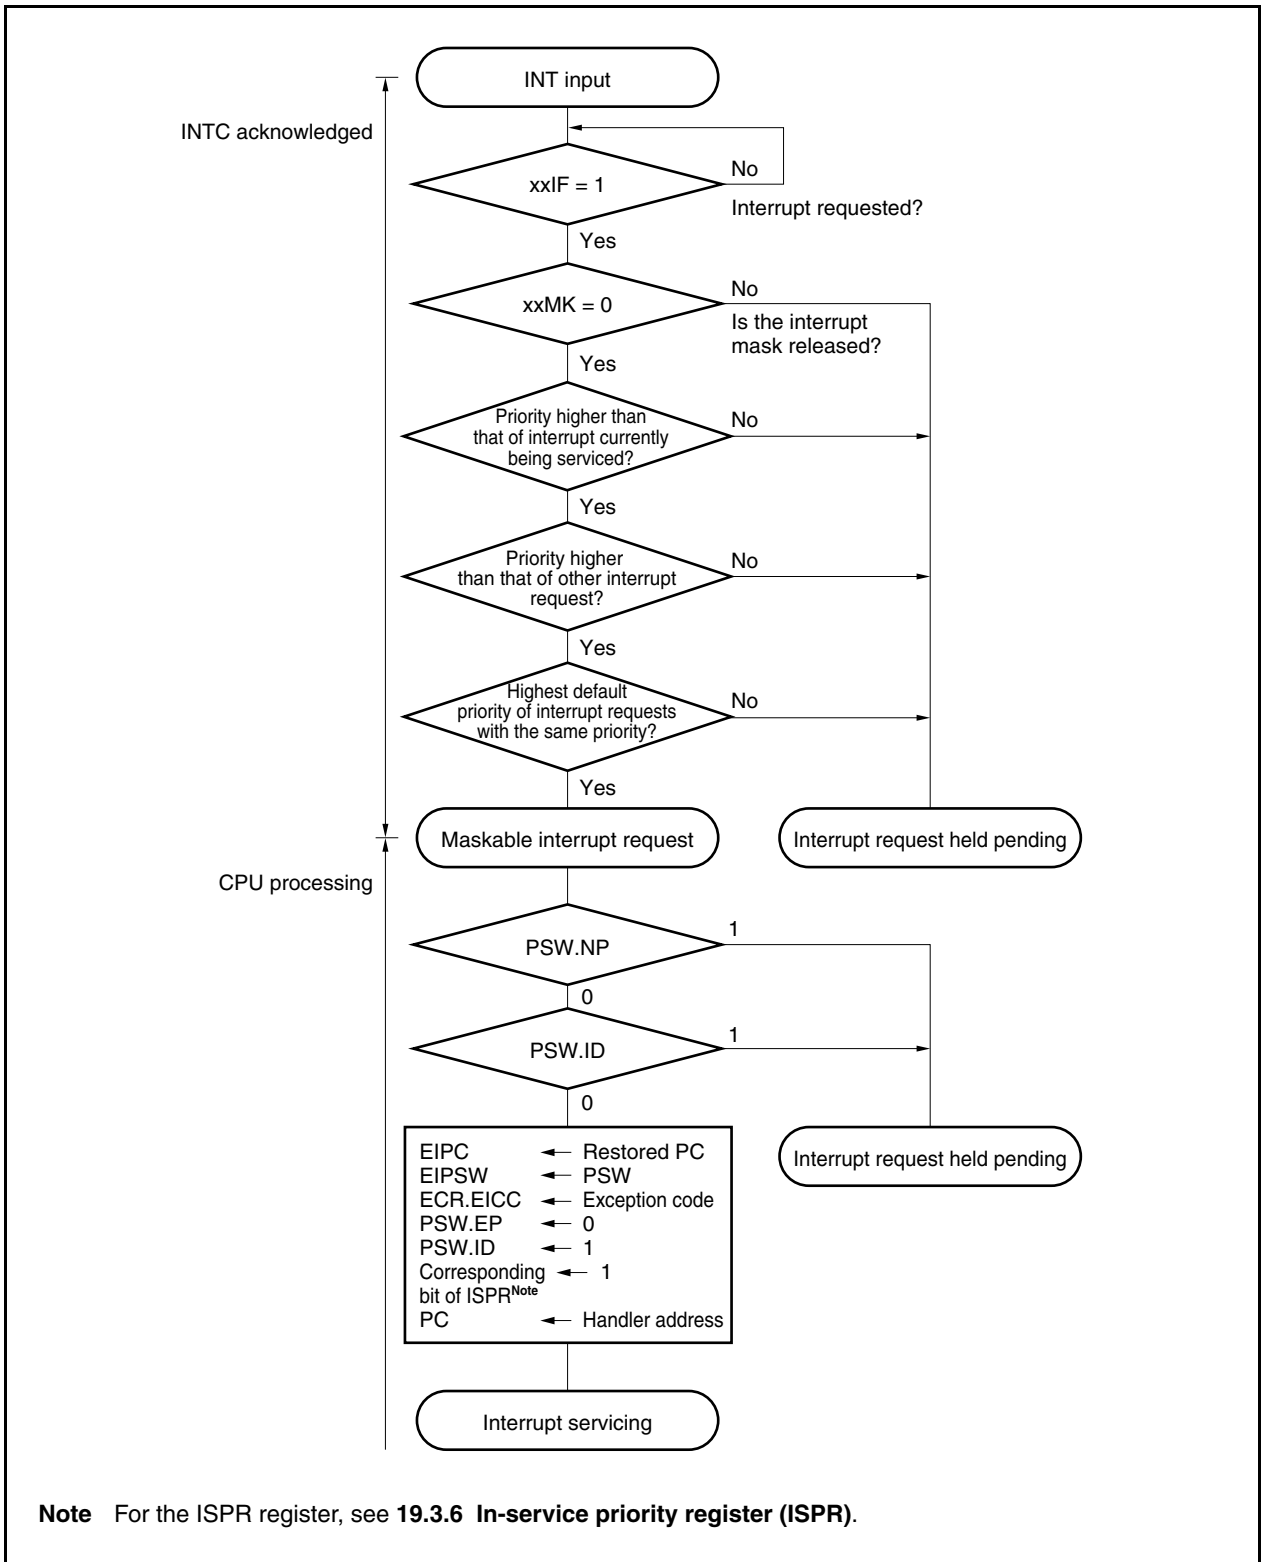 INT input
INTC acknowledged
xxIF = 1
No
Interrupt requested?
Yes
xxMK = 0
No
Is the interrupt
mask released?
Yes
Priority higher than
that of interrupt currently
being serviced?
No
Yes
Priority higher
than that of other interrupt
request?
No
Yes
Highest default
priority of interrupt requests
with the same priority?
No
Yes
Maskable interrupt request
Interrupt request held pending
CPU processing
PSW.NP
1
0
PSW.ID
1
0
EIPC ← Restored PC
EIPSW ← PSW
ECR.EICC ← Exception code
PSW.EP ← 0
PSW.ID ← 1
Corresponding ← 1
bit of ISPRNote
PC ← Handler address
Interrupt request held pending
Interrupt servicing
Note For the ISPR register, see 19.3.6 In-service priority register (ISPR).